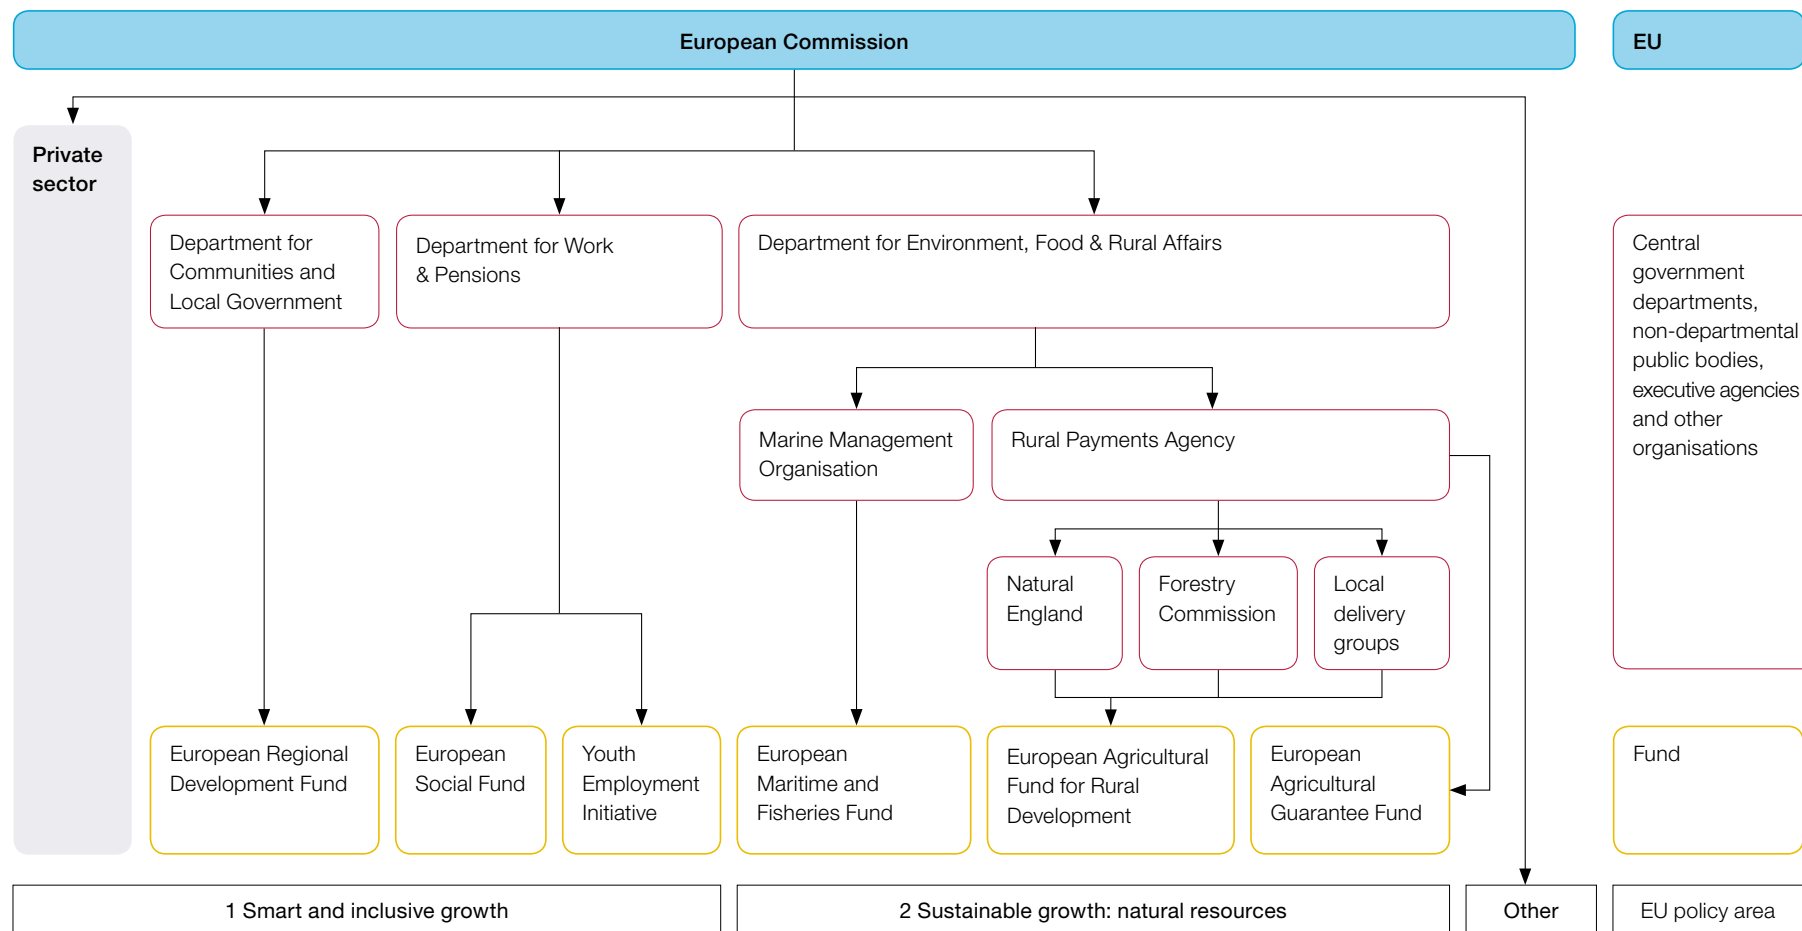 European Commission
EU
Private
sector
Department for
Communities and
Local Government
Department for Work
& Pensions
Department for Environment, Food & Rural Affairs
Central
government
departments,
non-departmental
public bodies,
executive agencies
and other
organisations
Marine Management
Organisation
Rural Payments Agency
Natural
England
Forestry
Commission
Local
delivery
groups
European Regional
Development Fund
European
Social Fund
Youth
Employment
Initiative
European
Maritime and
Fisheries Fund
European Agricultural
Fund for Rural
Development
European
Agricultural
Guarantee Fund
Fund
1 Smart and inclusive growth
2 Sustainable growth: natural resources
Other
EU policy area